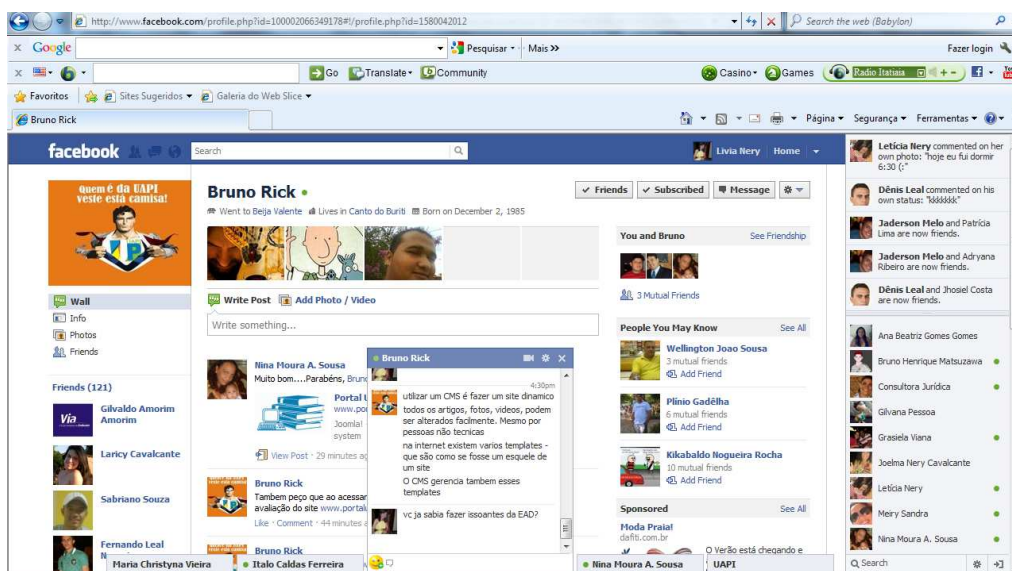 http://www.facebook.com/profile.php?id=100002066349178#!/profile.php?id=1580042012
Search the web (Babylon)
x Google
Pesquisar
Mais >>
Fazer login
x
Go
Translate
Community
Casino
Games
Radio Itatiaia
Favoritos
Sites Sugeridos
Galeria do Web Slice
Bruno Rick
Página
Segurança
Ferramentas
facebook
Search
Livia Nery
Home
quem é da UAPI
veste está camisa!
Wall
Info
Photos
Friends
Friends (121)
Gilvaldo Amorim
Amorim
Via
Laricy Cavalcante
Sabriano Souza
Fernando Leal
Bruno Rick
Went to Beija Valente
Lives in Canto do Buriti
Born on December 2, 1985
Friends
Subscribed
Message
Write Post
Add Photo / Video
Write something...
Nina Moura A. Sousa
Muito bom....Parabéns,
Portal
www.po
Joomla! -
system
View Post · 29 minutes ag
Bruno Rick
Tambem peço que ao acessar
avaliação do site www.portal
Like · Comment · 44 minutes a
Bruno Rick
Bruno Rick
4:30pm
utilizar um CMS é fazer um site dinamico
todos os artigos, fotos, videos, podem
ser alterados facilmente. Mesmo por
pessoas não tecnicas
na internet existem varios templates -
que são como se fosse um esquele de
um site
O CMS gerencia tambem esses
templates
vc ja sabia fazer issoantes da EAD?
You and Bruno
See Friendship
3 Mutual Friends
People You May Know
See All
Wellington Joao Sousa
3 mutual friends
Add Friend
Plínio Gadêlha
6 mutual friends
Add Friend
Kikabaldo Nogueira Rocha
10 mutual friends
Add Friend
Sponsored
See All
Moda Praia!
dafiti.com.br
O Verão está chegando e
Letícia Nery commented on her
own photo: "hoje eu fui dormir
6:30 (:"
Dênis Leal commented on his
own status: "kkkkkkk"
Jaderson Melo and Patrícia
Lima are now friends.
Jaderson Melo and Adryana
Ribeiro are now friends.
Dênis Leal and Jhosiel Costa
are now friends.
Ana Beatriz Gomes Gomes
Bruno Henrique Matsuzawa
Consultora Jurídica
Gilvana Pessoa
Grasiela Viana
Joelma Nery Cavalcante
Letícia Nery
Meiry Sandra
Nina Moura A. Sousa
Search
Maria Christyna Vieira
Italo Caldas Ferreira
Nina Moura A. Sousa
UAPI